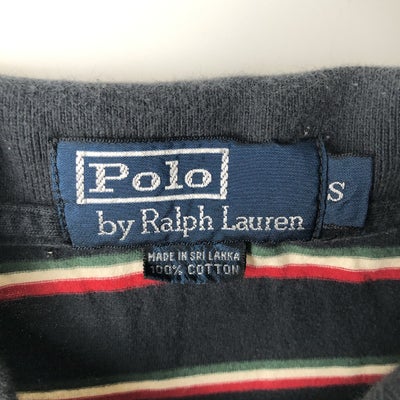 Polo
by Ralph Lauren
S
MADE IN SRI LANKA
100% COTTON